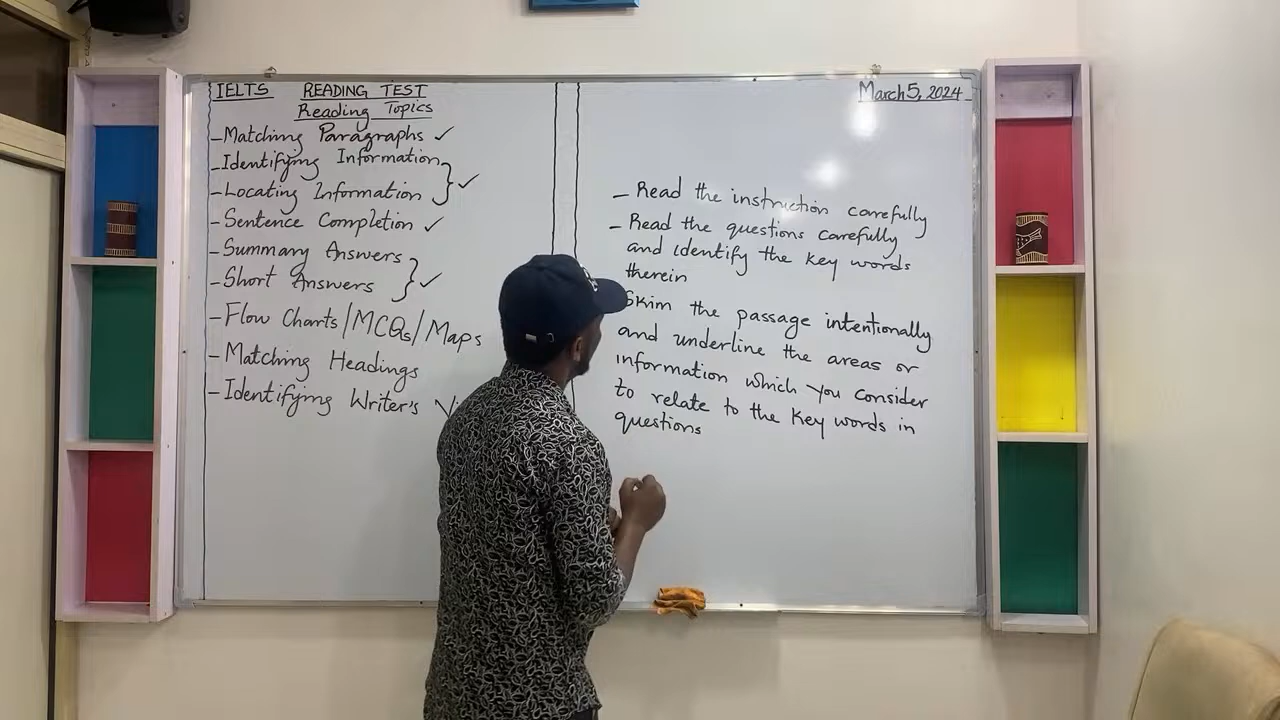 IELTS READING TEST
Reading Topics
- Matching Paragraphs ✓
- Identifying Information
- Locating Information } ✓
- Sentence Completion ✓
- Summary Answers
- Short Answers } ✓
- Flow Charts/MCQs/Maps
- Matching Headings
- Identifying Writer's
March 5, 2024
- Read the instruction carefully
- Read the questions carefully
and identify the key words
therein
Skim the passage intentionally
and underline the areas or
information which you consider
to relate to the key words in
questions